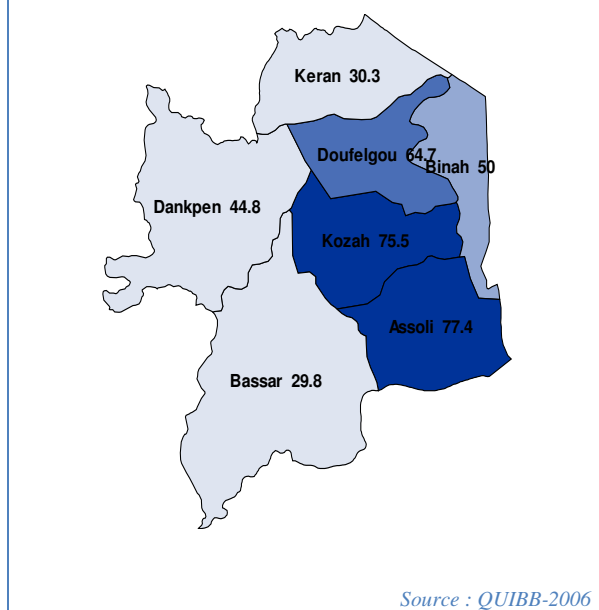 Keran 30.3
Doufelgou 64.7
Binah 50
Dankpen 44.8
Kozah 75.5
Assoli 77.4
Bassar 29.8
Source : QUIBB-2006